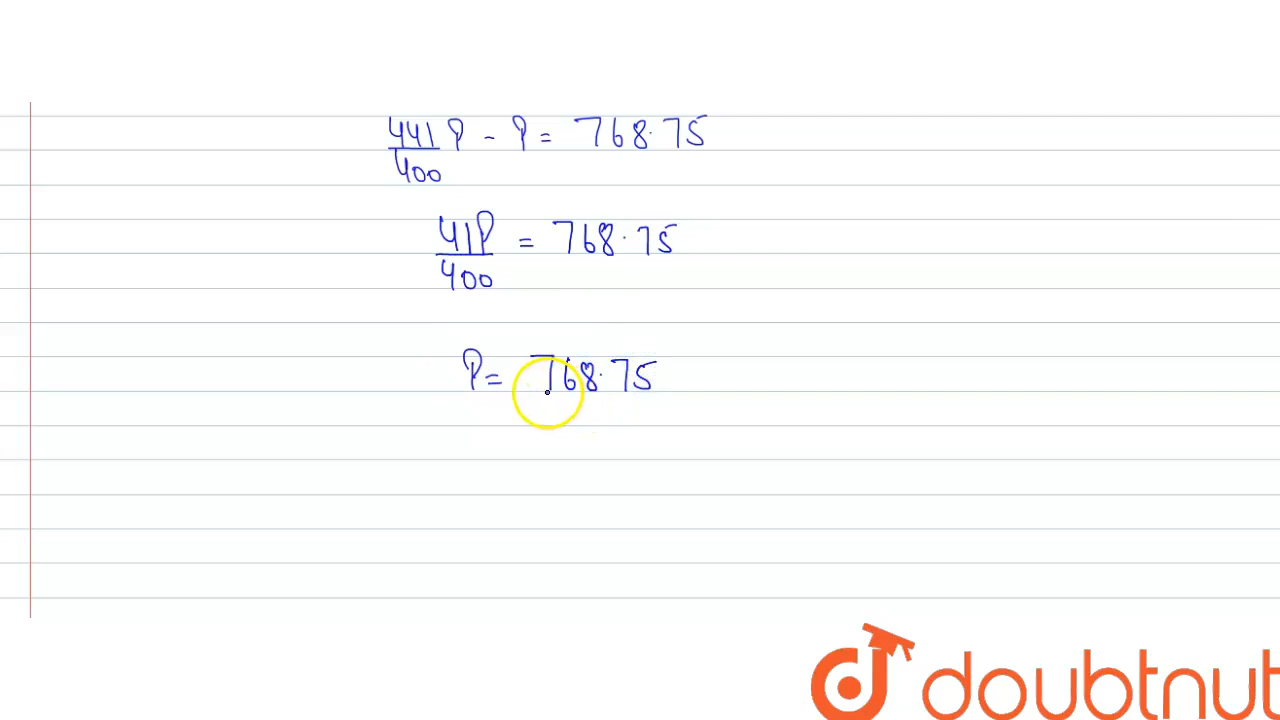 441/400 P - P = 768.75
41P/400 = 768.75
P = 768.75
doubtnut